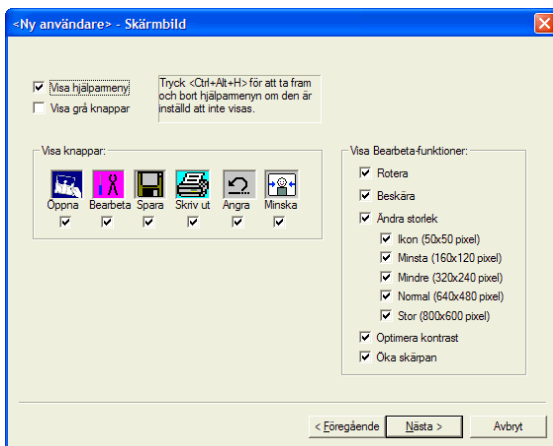 <Ny användare> - Skärmbild
Visa hjälpameny
Visa grå knappar
Tryck <Ctrl+Alt+H> för att ta fram
och bort hjälpamenyn om den är
inställd att inte visas.
Visa knappar:
Öppna Bearbeta Spara Skriv ut Ångra Minska
Visa Bearbeta-funktioner:
Rotera
Beskära
Ändra storlek
Ikon (50x50 pixel)
Minsta (160x120 pixel)
Mindre (320x240 pixel)
Normal (640x480 pixel)
Stor (800x600 pixel)
Optimera kontrast
Öka skärpan
< Föregående Nästa > Avbryt